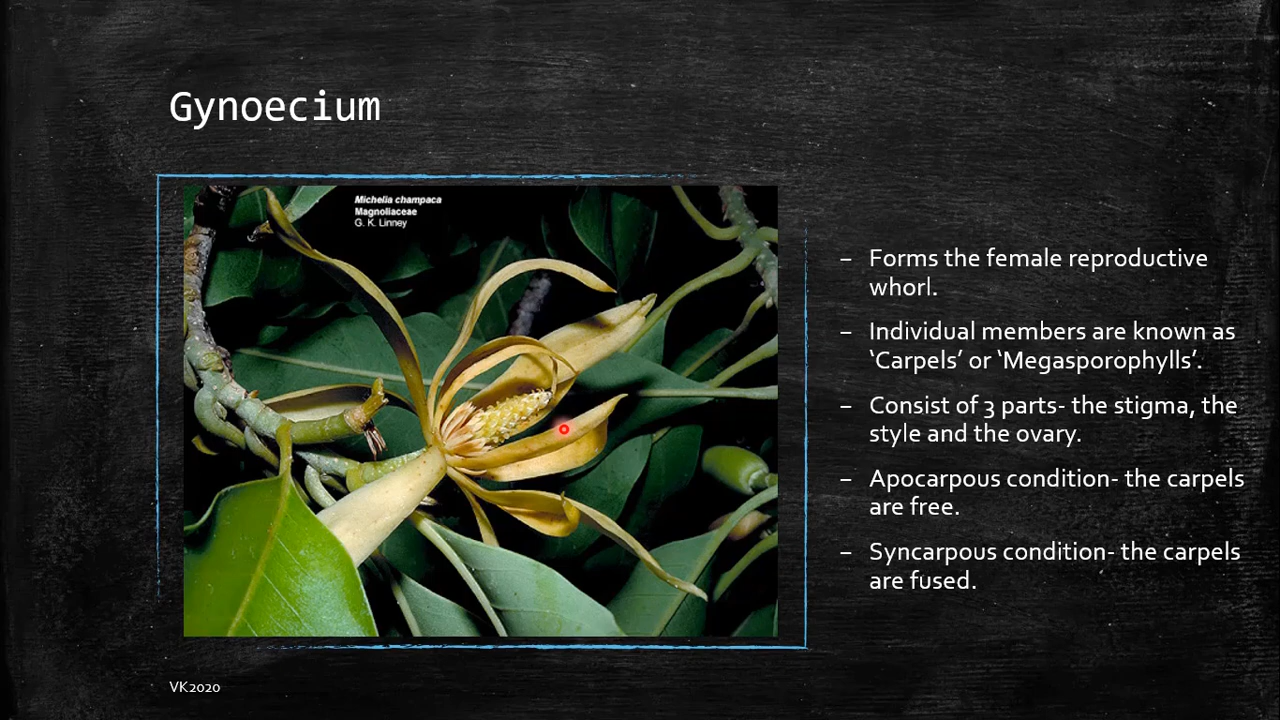 Gynoecium
Michelia champaca
Magnoliaceae
G. K. Linney
– Forms the female reproductive
whorl.
– Individual members are known as
‘Carpels’ or ‘Megasporophylls’.
– Consist of 3 parts- the stigma, the
style and the ovary.
– Apocarpous condition- the carpels
are free.
– Syncarpous condition- the carpels
are fused.
VK2020